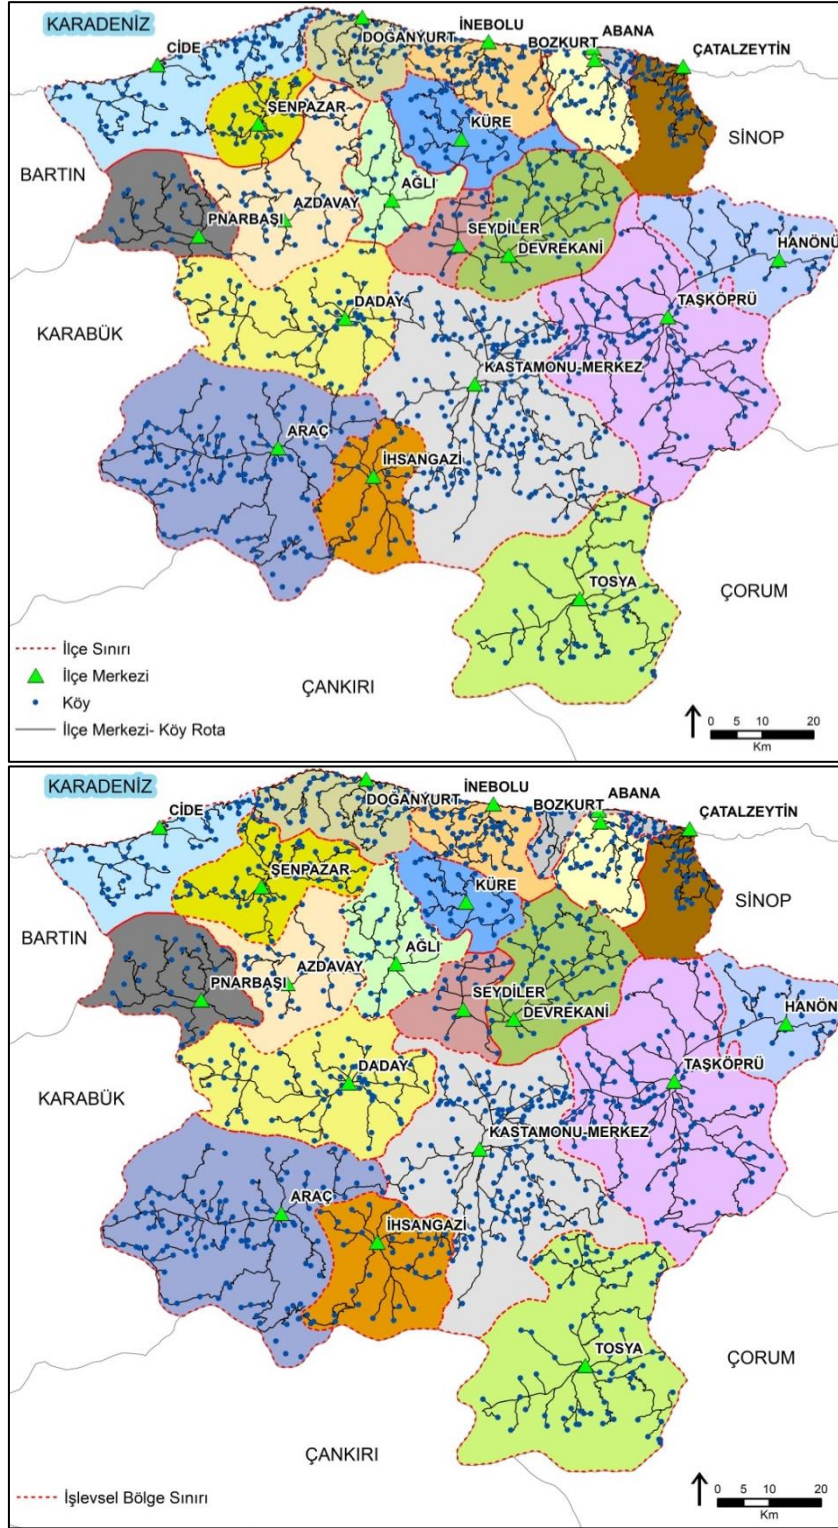 KARADENİZ
CİDE
DOĞANYURT
İNEBOLU
BOZKURT
ABANA
ÇATALZEYTİN
ŞENPAZAR
KÜRE
SİNOP
BARTIN
AĞLI
PNARBAŞI
AZDAVAY
SEYDİLER
DEVREKANİ
HANÖNÜ
DADAY
TAŞKÖPRÜ
KARABÜK
KASTAMONU-MERKEZ
ARAÇ
İHSANGAZİ
TOSYA
ÇORUM
ÇANKIRI
İlçe Sınırı
İlçe Merkezi
Köy
İlçe Merkezi- Köy Rota
0 5 10 20
Km
KARADENİZ
CİDE
DOĞANYURT
İNEBOLU
BOZKURT
ABANA
ÇATALZEYTİN
ŞENPAZAR
KÜRE
SİNOP
BARTIN
AĞLI
PNARBAŞI
AZDAVAY
SEYDİLER
DEVREKANİ
HANÖN
DADAY
TAŞKÖPRÜ
KARABÜK
KASTAMONU-MERKEZ
ARAÇ
İHSANGAZİ
TOSYA
ÇORUM
ÇANKIRI
İşlevsel Bölge Sınırı
0 5 10 20
Km